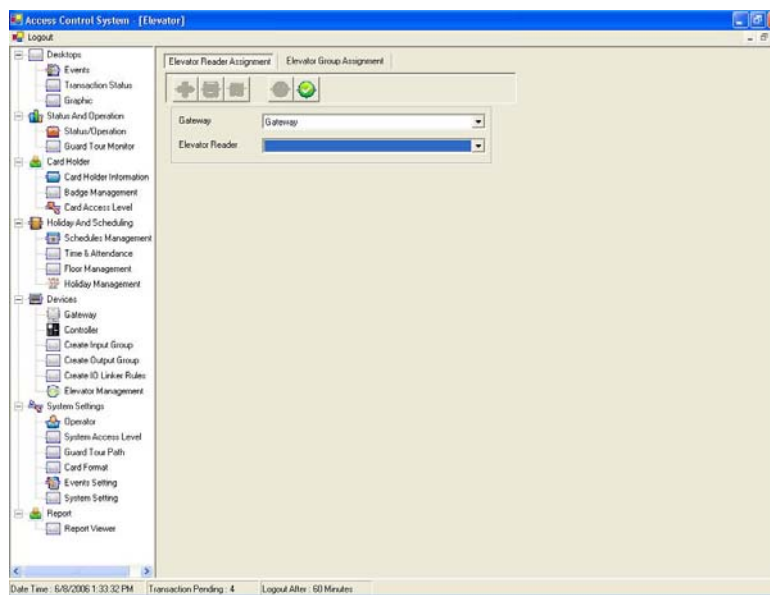 Access Control System - [Elevator]
Logout
Desktops
Events
Transaction Status
Graphic
Status And Operation
Status/Operation
Guard Tour Monitor
Card Holder
Card Holder Information
Badge Management
Card Access Level
Holiday And Scheduling
Schedules Management
Time & Attendance
Floor Management
Holiday Management
Devices
Gateway
Controller
Create Input Group
Create Output Group
Create IO Linker Rules
Elevator Management
System Settings
Operator
System Access Level
Guard Tour Path
Card Format
Events Setting
System Setting
Report
Report Viewer
Elevator Reader Assignment Elevator Group Assignment
Gateway Gateway
Elevator Reader
Date Time : 6/8/2006 1:33:32 PM Transaction Pending : 4 Logout After : 60 Minutes